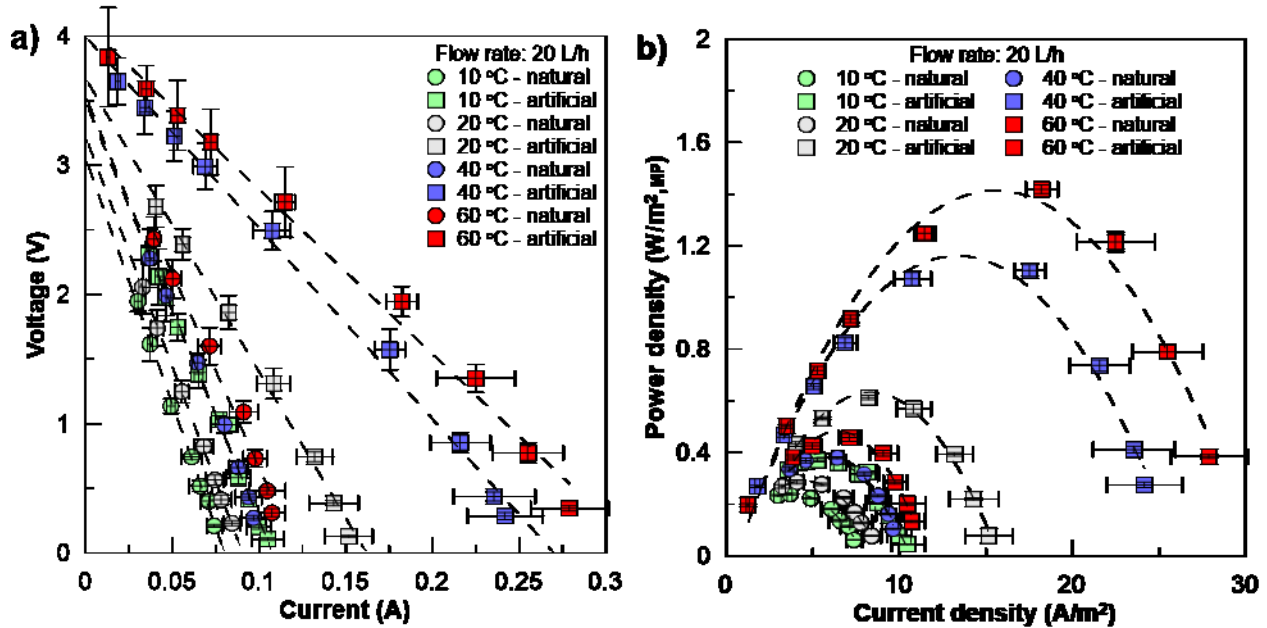 a)
4
3
2
1
0
Voltage (V)
Flow rate: 20 L/h
10 ºC - natural
10 ºC - artificial
20 ºC - natural
20 ºC - artificial
40 ºC - natural
40 ºC - artificial
60 ºC - natural
60 ºC - artificial
0 0.05 0.1 0.15 0.2 0.25 0.3
Current (A)
b)
2
1.6
1.2
0.8
0.4
0
Power density (W/m²,MP)
Flow rate: 20 L/h
10 ºC - natural 40 ºC - natural
10 ºC - artificial 40 ºC - artificial
20 ºC - natural 60 ºC - natural
20 ºC - artificial 60 ºC - artificial
0 10 20 30
Current density (A/m²)